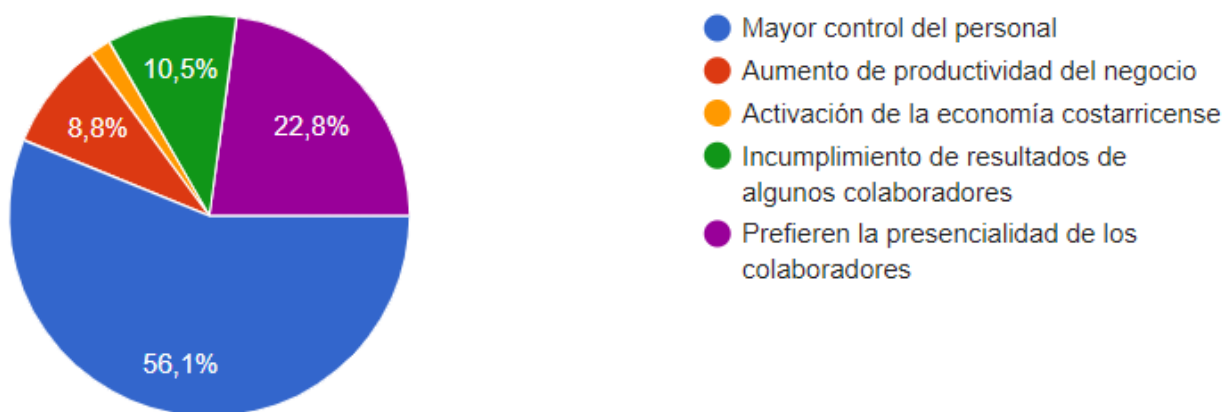 10,5%
8,8%
22,8%
56,1%
Mayor control del personal
Aumento de productividad del negocio
Activación de la economía costarricense
Incumplimiento de resultados de
algunos colaboradores
Prefieren la presencialidad de los
colaboradores